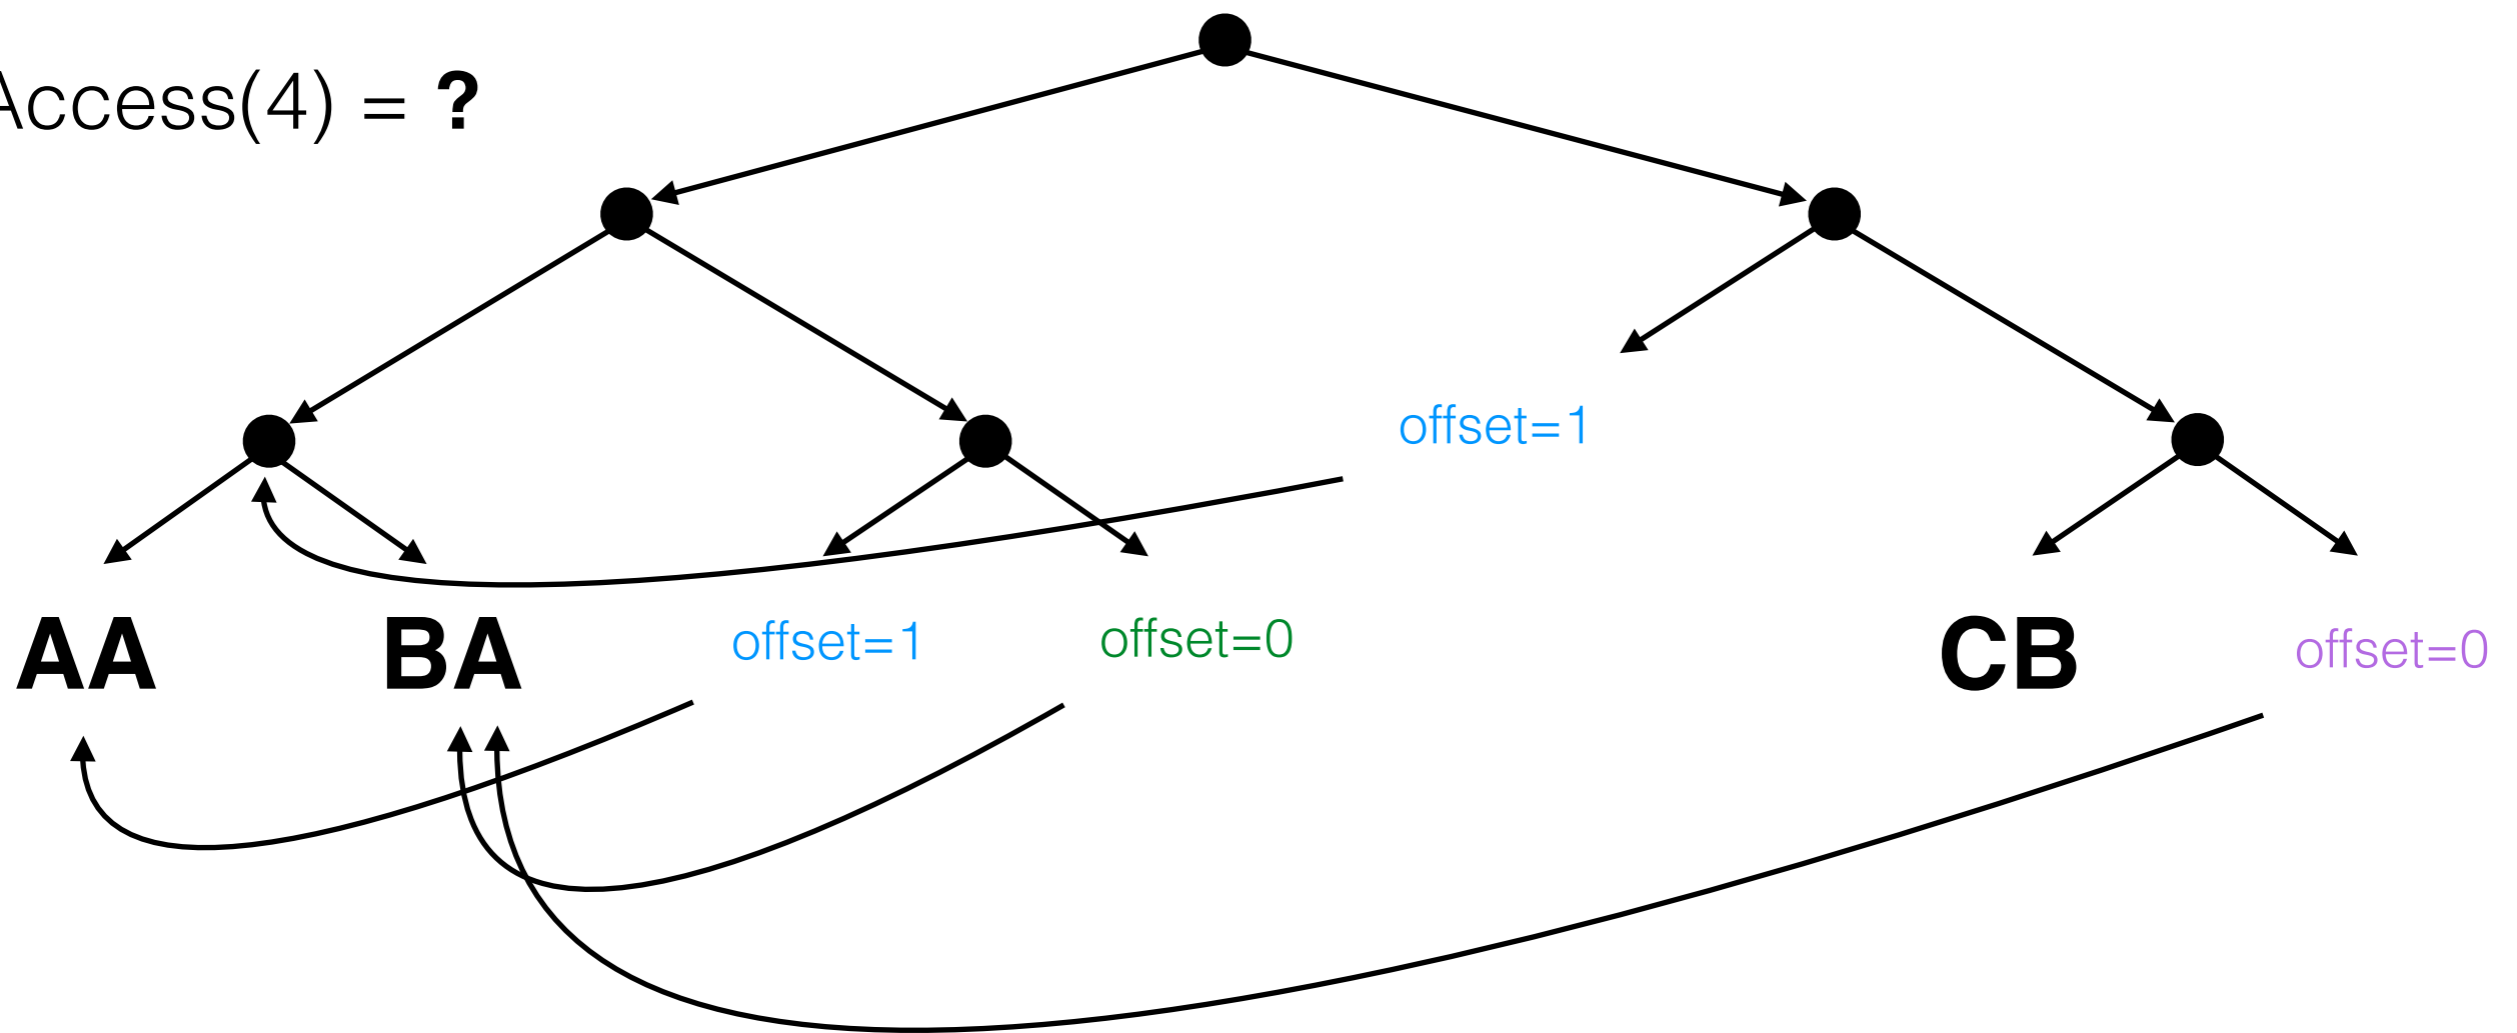 Access(4) = ?
offset=1
AA BA offset=1 offset=0 CB offset=0